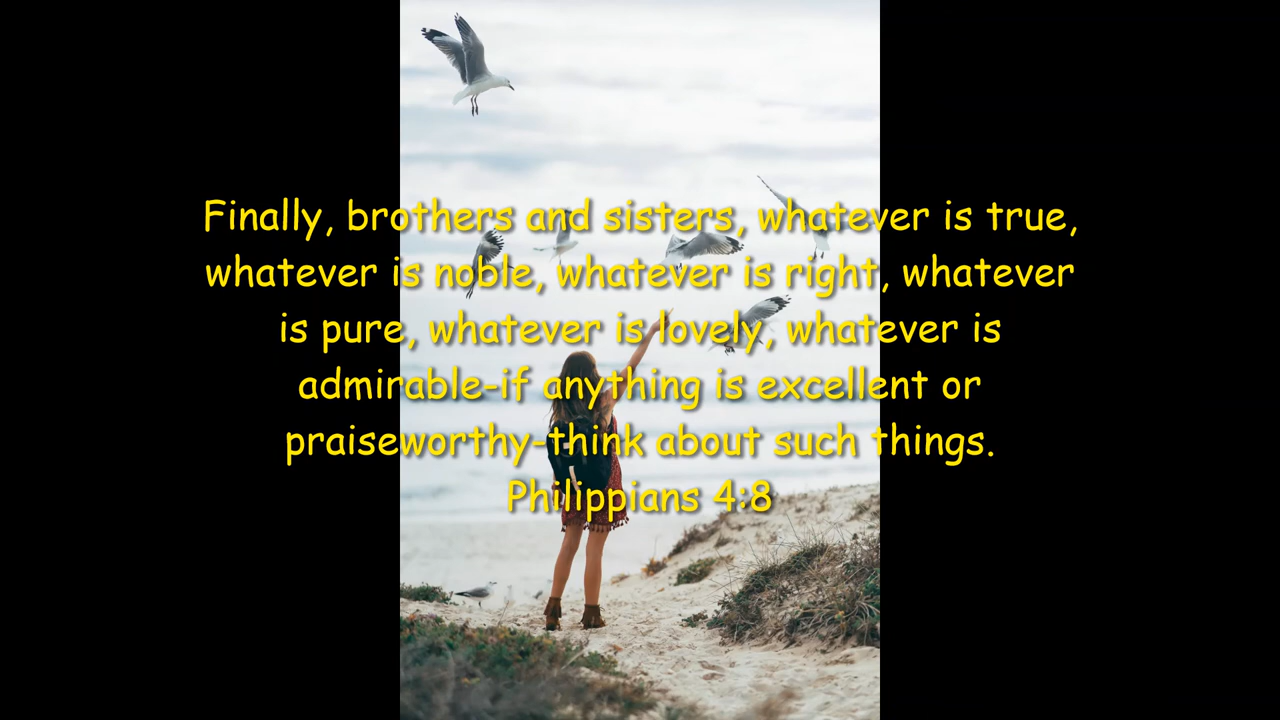 Finally, brothers and sisters, whatever is true,
whatever is noble, whatever is right, whatever
is pure, whatever is lovely, whatever is
admirable-if anything is excellent or
praiseworthy-think about such things.
Philippians 4:8